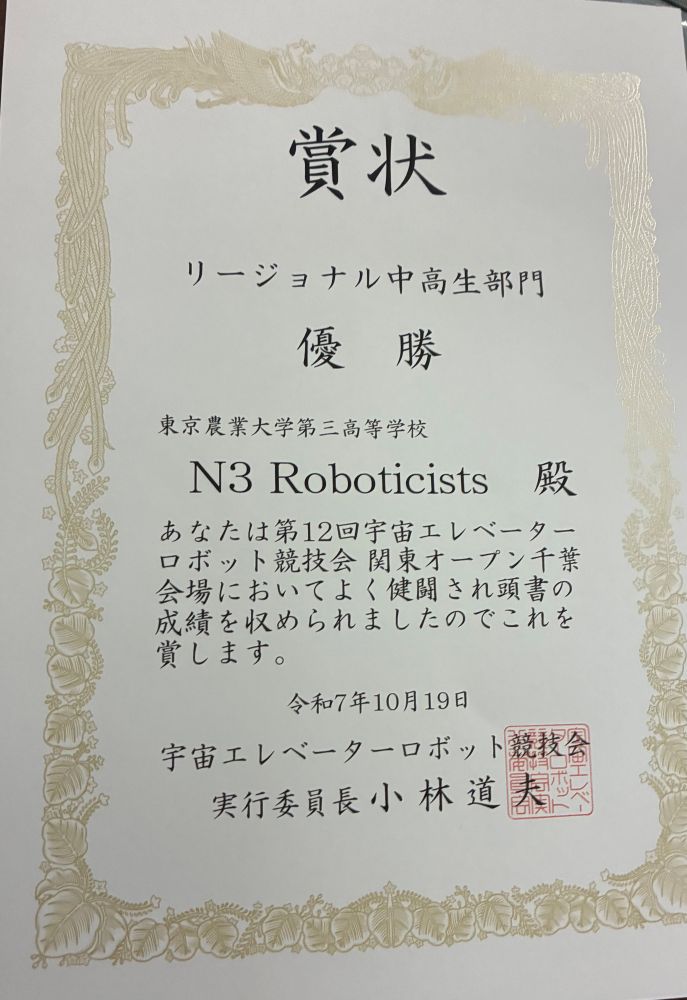 賞状
リージョナル中高生部門
優　勝
東京農業大学第三高等学校
N3 Roboticists　殿
あなたは第12回宇宙エレベーター
ロボット競技会 関東オープン千葉
会場においてよく健闘され頭書の
成績を収められましたのでこれを
賞します。
令和7年10月19日
宇宙エレベーターロボット競技会
実行委員長 小林道夫